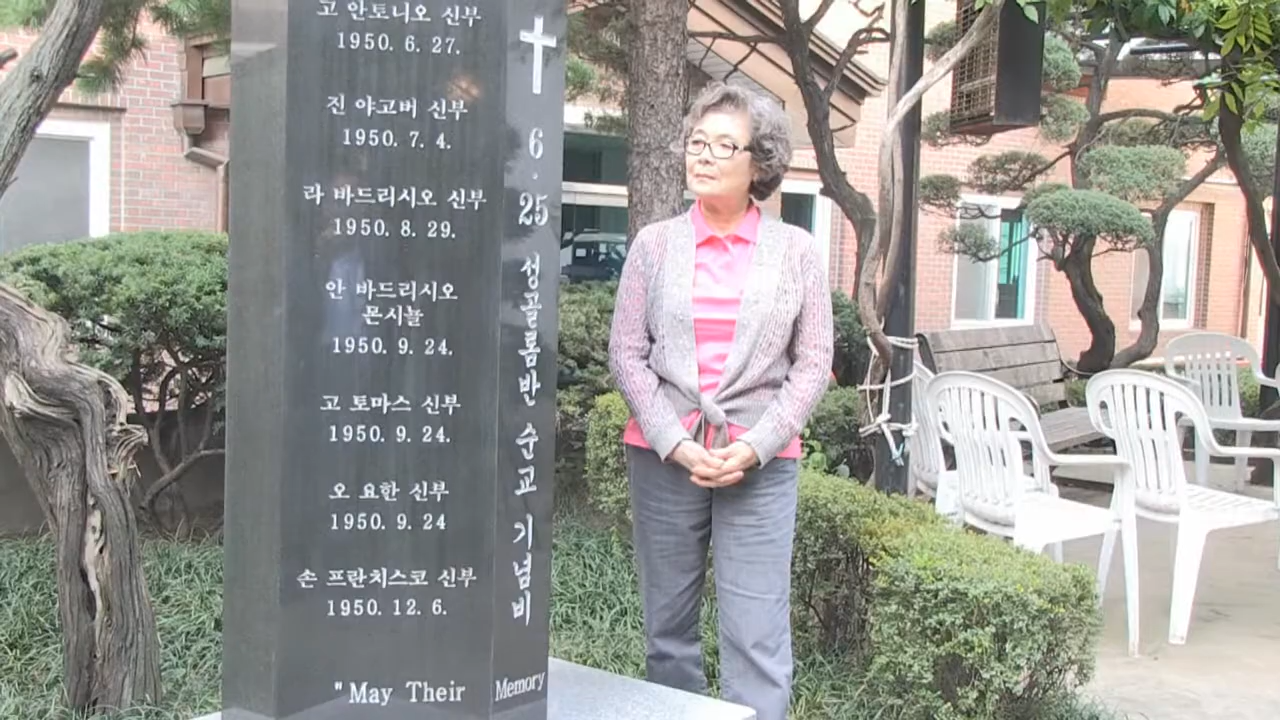 고 안토니오 신부
1950. 6. 27.
진 야고버 신부
1950. 7. 4.
라 바드리시오 신부
1950. 8. 29.
안 바드리시오
몬시뇰
1950. 9. 24.
고 토마스 신부
1950. 9. 24.
오 요한 신부
1950. 9. 24
손 프란치스코 신부
1950. 12. 6.
"May Their
6·25 성골롬반 순교 기념비
Memory